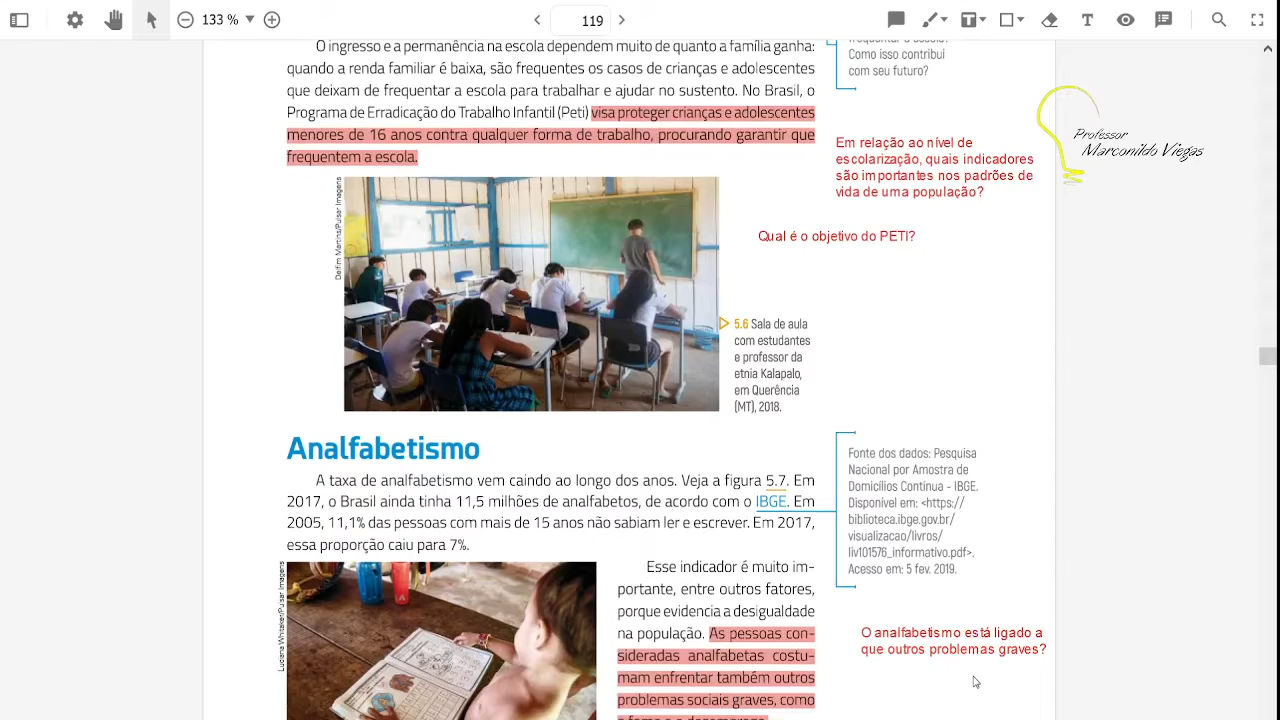 133 %
119
O ingresso e a permanência na escola dependem muito de quanto a família ganha:
quando a renda familiar é baixa, são frequentes os casos de crianças e adolescentes
que deixam de frequentar a escola para trabalhar e ajudar no sustento. No Brasil, o
Programa de Erradicação do Trabalho Infantil (Peti) visa proteger crianças e adolescentes
menores de 16 anos contra qualquer forma de trabalho, procurando garantir que
frequentem a escola.
frequentar a escola?
Como isso contribui
com seu futuro?
Professor
Marconildo Viegas
Em relação ao nível de
escolarização, quais indicadores
são importantes nos padrões de
vida de uma população?
Qual é o objetivo do PETI?
Delfim Martins/Pulsar Imagens
5.6 Sala de aula
com estudantes
e professor da
etnia Kalapalo,
em Querência
(MT), 2018.
Analfabetismo
A taxa de analfabetismo vem caindo ao longo dos anos. Veja a figura 5.7. Em
2017, o Brasil ainda tinha 11,5 milhões de analfabetos, de acordo com o IBGE. Em
2005, 11,1% das pessoas com mais de 15 anos não sabiam ler e escrever. Em 2017,
essa proporção caiu para 7%.
Fonte dos dados: Pesquisa
Nacional por Amostra de
Domicílios Contínua - IBGE.
Disponível em: <https://
biblioteca.ibge.gov.br/
visualizacao/livros/
liv101576_informativo.pdf>.
Acesso em: 5 fev. 2019.
Luciana Whitaker/Pulsar Imagens
Esse indicador é muito im-
portante, entre outros fatores,
porque evidencia a desigualdade
na população. As pessoas con-
sideradas analfabetas costu-
mam enfrentar também outros
problemas sociais graves, como
a fome e o desemprego.
O analfabetismo está ligado a
que outros problemas graves?